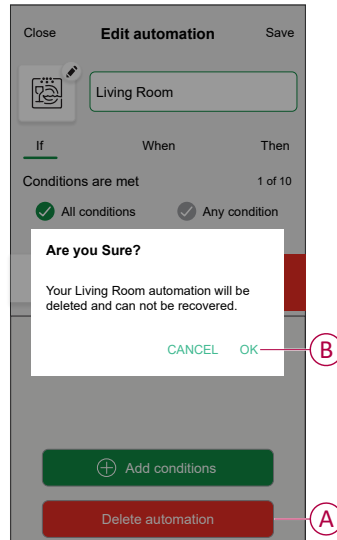 Close Edit automation Save
Living Room
If When Then
Conditions are met 1 of 10
All conditions Any condition
Are you Sure?
Your Living Room automation will be
deleted and can not be recovered.
CANCEL OK
B
Add conditions
Delete automation
A